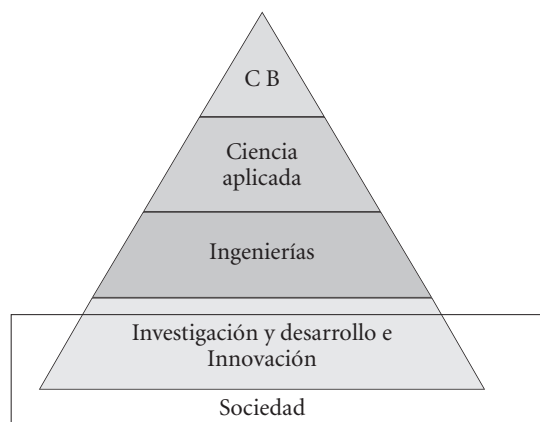 C B
Ciencia
aplicada
Ingenierías
Investigación y desarrollo e
Innovación
Sociedad